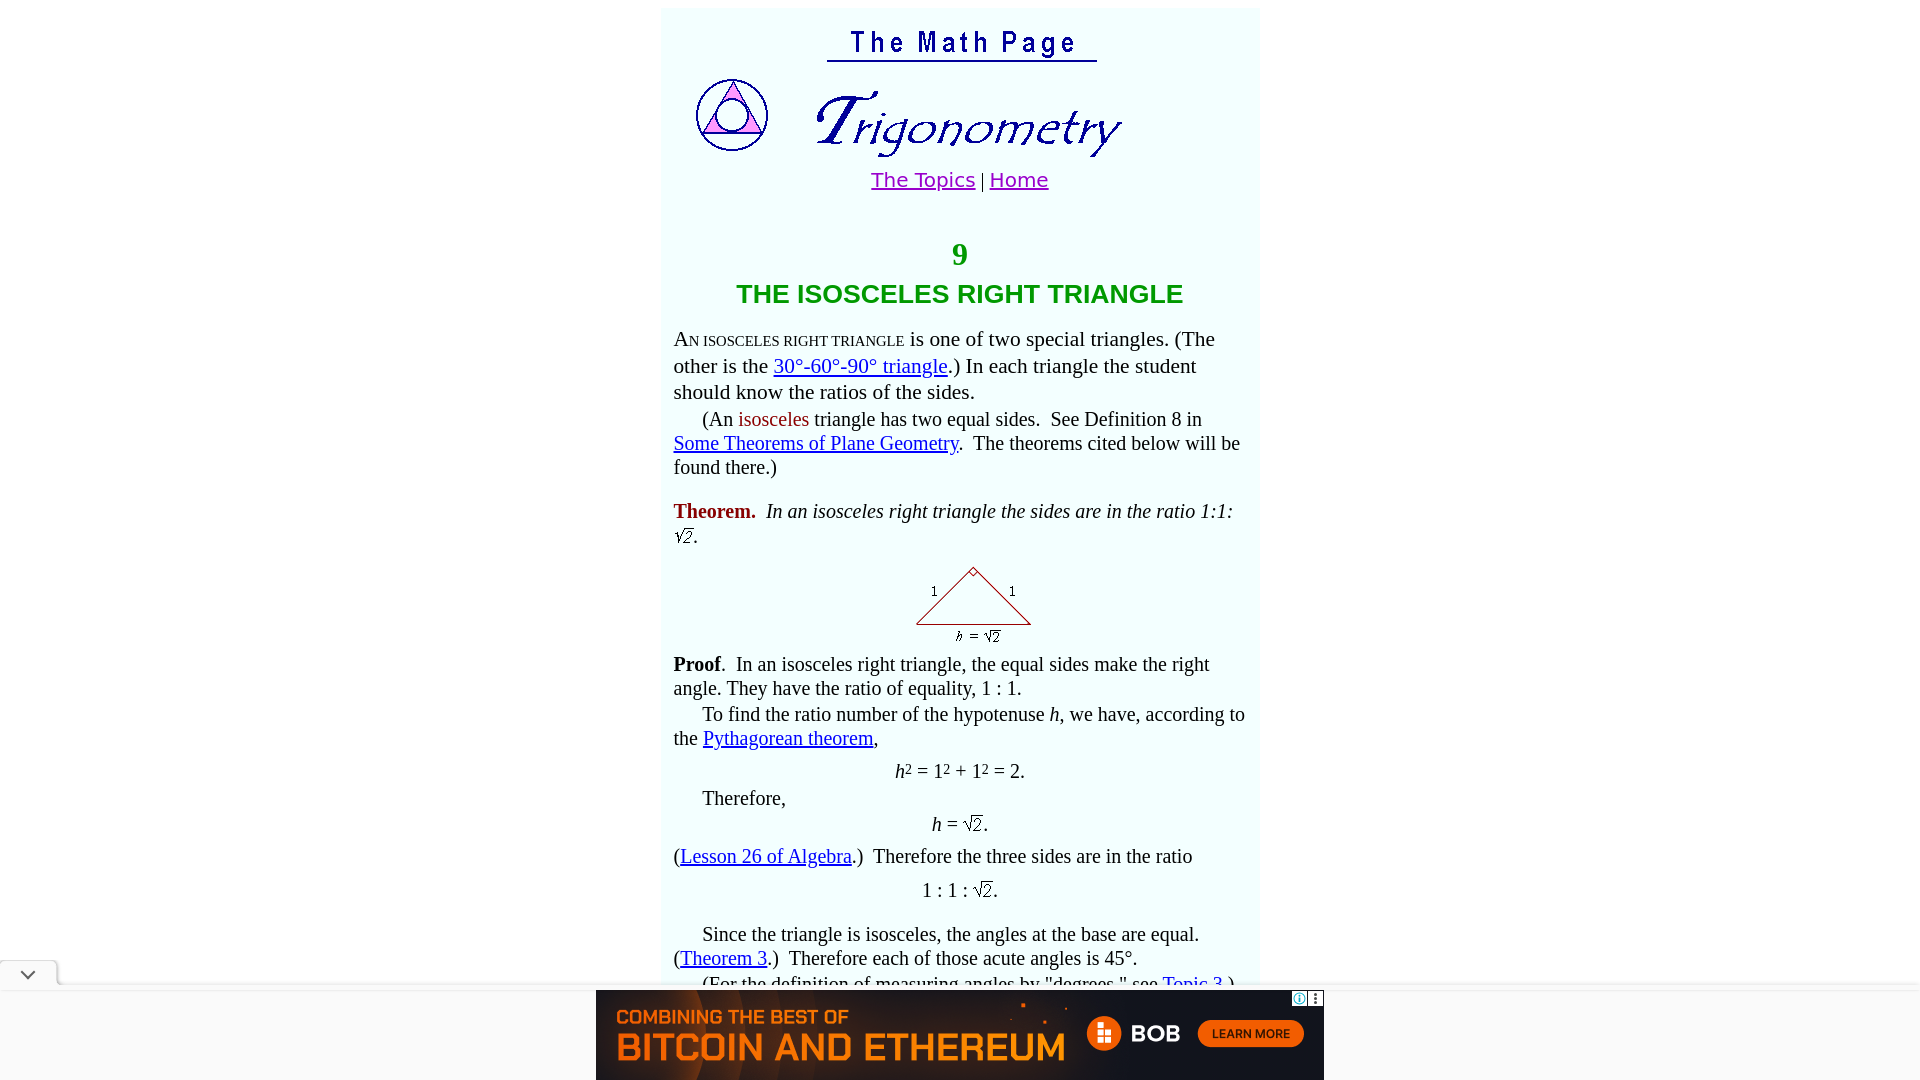 The Math Page
Trigonometry
The Topics | Home
9
THE ISOSCELES RIGHT TRIANGLE
AN ISOSCELES RIGHT TRIANGLE is one of two special triangles. (The
other is the 30°-60°-90° triangle.) In each triangle the student
should know the ratios of the sides.
(An isosceles triangle has two equal sides.  See Definition 8 in
Some Theorems of Plane Geometry.  The theorems cited below will be
found there.)
Theorem.  In an isosceles right triangle the sides are in the ratio 1:1:
√2.
1 1
h = √2
Proof.  In an isosceles right triangle, the equal sides make the right
angle. They have the ratio of equality, 1 : 1.
To find the ratio number of the hypotenuse h, we have, according to
the Pythagorean theorem,
h² = 1² + 1² = 2.
Therefore,
h = √2.
(Lesson 26 of Algebra.)  Therefore the three sides are in the ratio
1 : 1 : √2.
Since the triangle is isosceles, the angles at the base are equal.
(Theorem 3.)  Therefore each of those acute angles is 45°.
(For the definition of measuring angles by "degrees," see Topic 3.)
COMBINING THE BEST OF
BITCOIN AND ETHEREUM
BOB
LEARN MORE